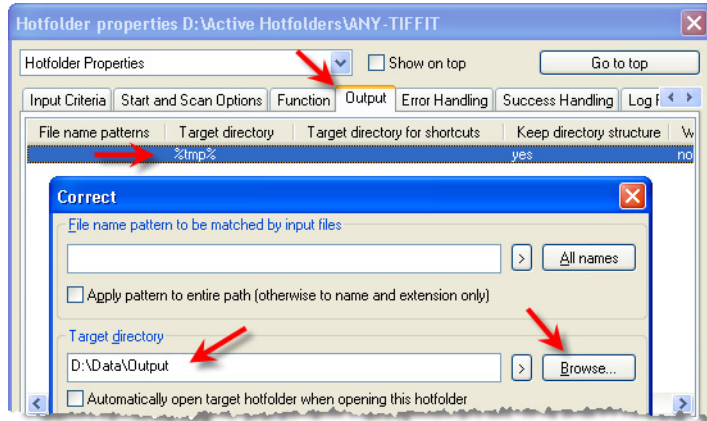 Hotfolder properties D:\Active Hotfolders\ANY-TIFFIT
Hotfolder Properties Show on top Go to top
Input Criteria Start and Scan Options Function Output Error Handling Success Handling Log
File name patterns Target directory Target directory for shortcuts Keep directory structure W
%tmp% yes no
Correct
File name pattern to be matched by input files
> All names
Apply pattern to entire path (otherwise to name and extension only)
Target directory
D:\Data\Output > Browse...
Automatically open target hotfolder when opening this hotfolder